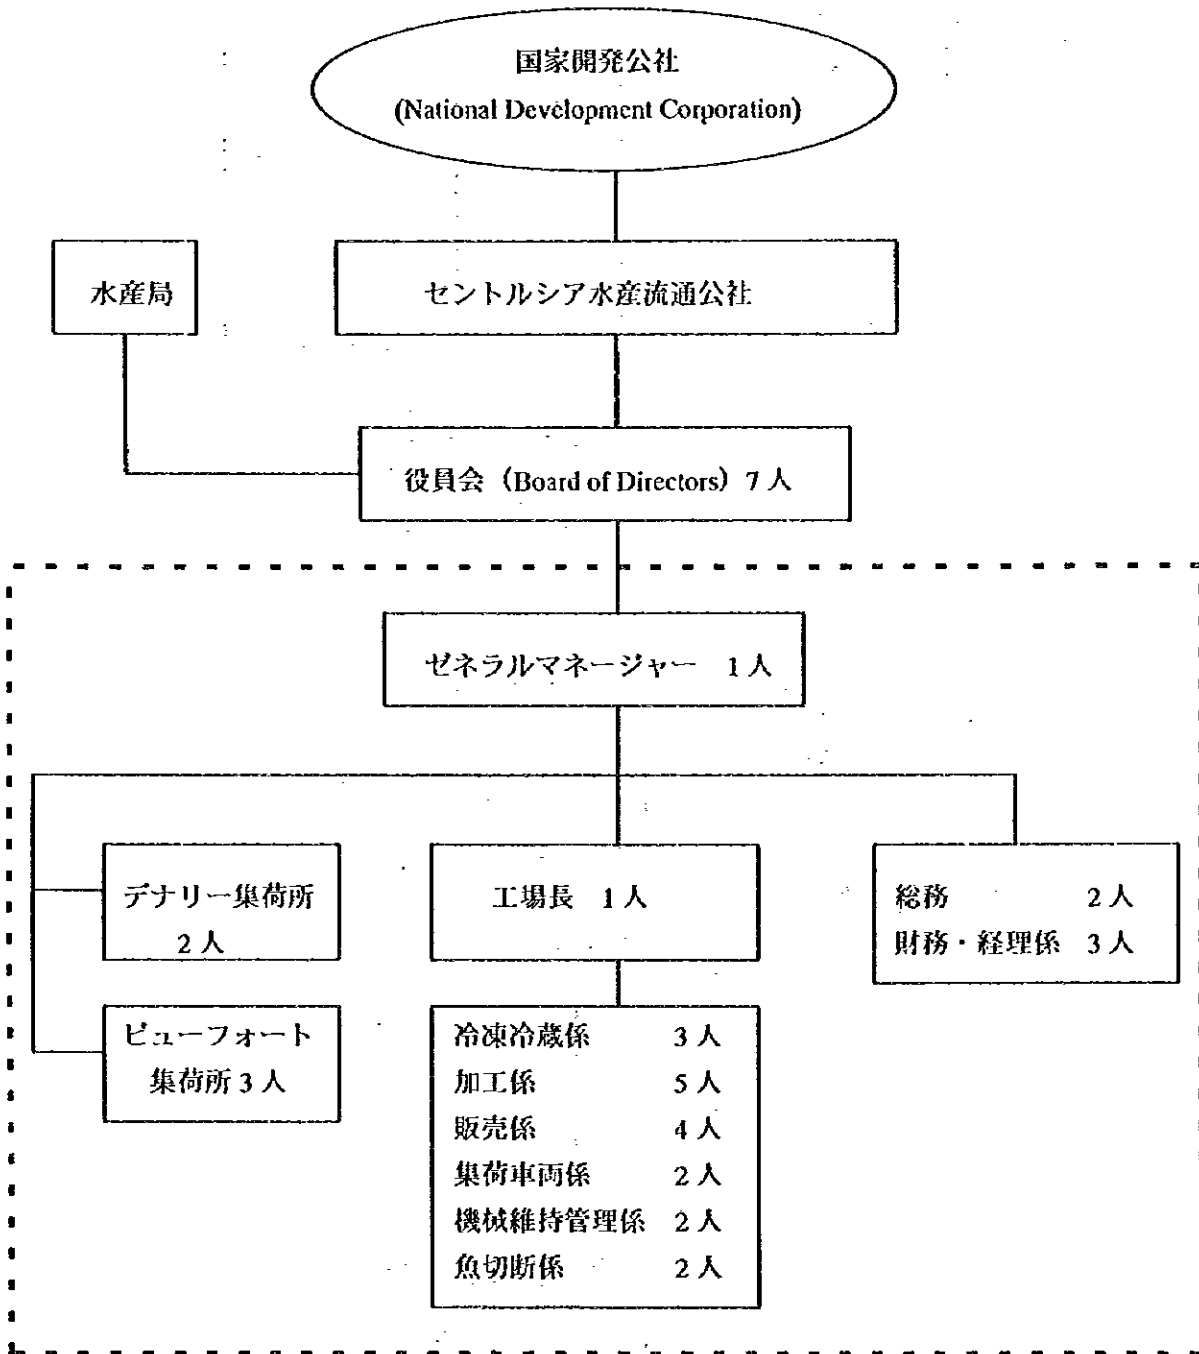 国家開発公社
(National Development Corporation)
水産局
セントルシア水産流通公社
役員会 (Board of Directors) 7人
ゼネラルマネージャー 1人
デナリー集荷所
2人
工場長 1人
総務 2人
財務・経理係 3人
ビューフォート
集荷所3人
冷凍冷蔵係 3人
加工係 5人
販売係 4人
集荷車両係 2人
機械維持管理係 2人
魚切断係 2人